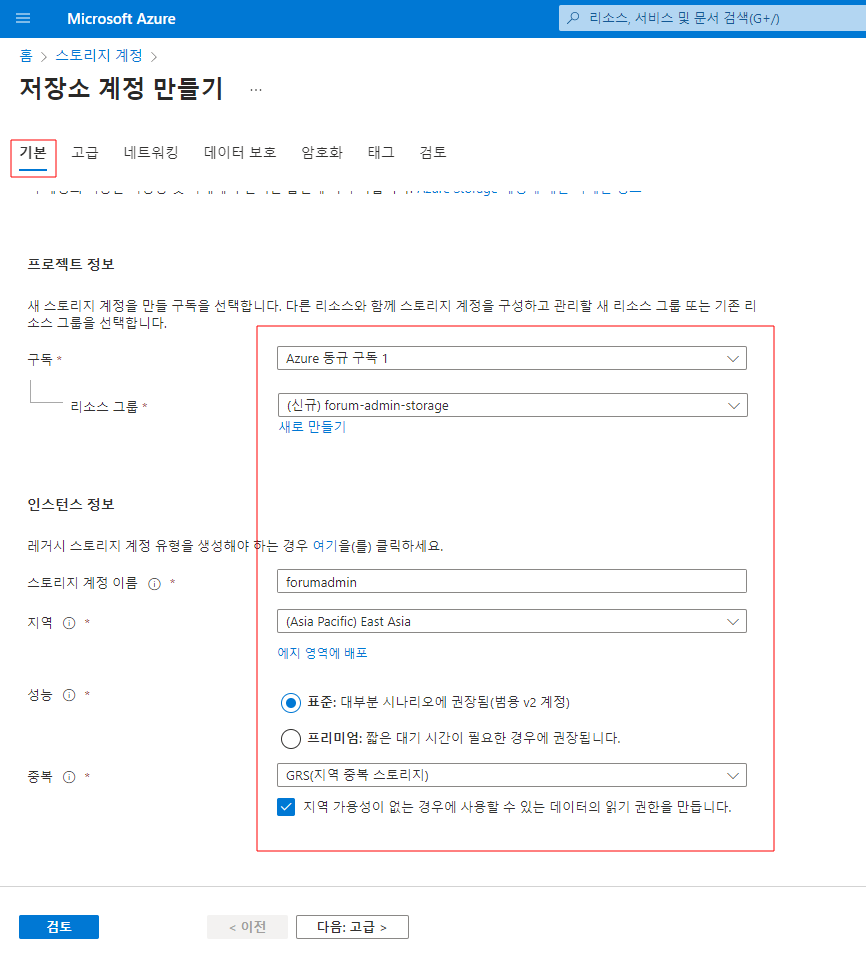 Microsoft Azure
리소스, 서비스 및 문서 검색(G+/)
홈 > 스토리지 계정 >
저장소 계정 만들기 ...
기본 고급 네트워킹 데이터 보호 암호화 태그 검토
Azure Storage
프로젝트 정보
새 스토리지 계정을 만들 구독을 선택합니다. 다른 리소스와 함께 스토리지 계정을 구성하고 관리할 새 리소스 그룹 또는 기존 리
소스 그룹을 선택합니다.
구독 *
Azure 동규 구독 1
리소스 그룹 *
(신규) forum-admin-storage
새로 만들기
인스턴스 정보
레거시 스토리지 계정 유형을 생성해야 하는 경우 여기을(를) 클릭하세요.
스토리지 계정 이름 *
forumadmin
지역 *
(Asia Pacific) East Asia
에지 영역에 배포
성능 *
표준: 대부분 시나리오에 권장됨(범용 v2 계정)
프리미엄: 짧은 대기 시간이 필요한 경우에 권장됩니다.
중복 *
GRS(지역 중복 스토리지)
지역 가용성이 없는 경우에 사용할 수 있는 데이터의 읽기 권한을 만듭니다.
검토
< 이전
다음: 고급 >